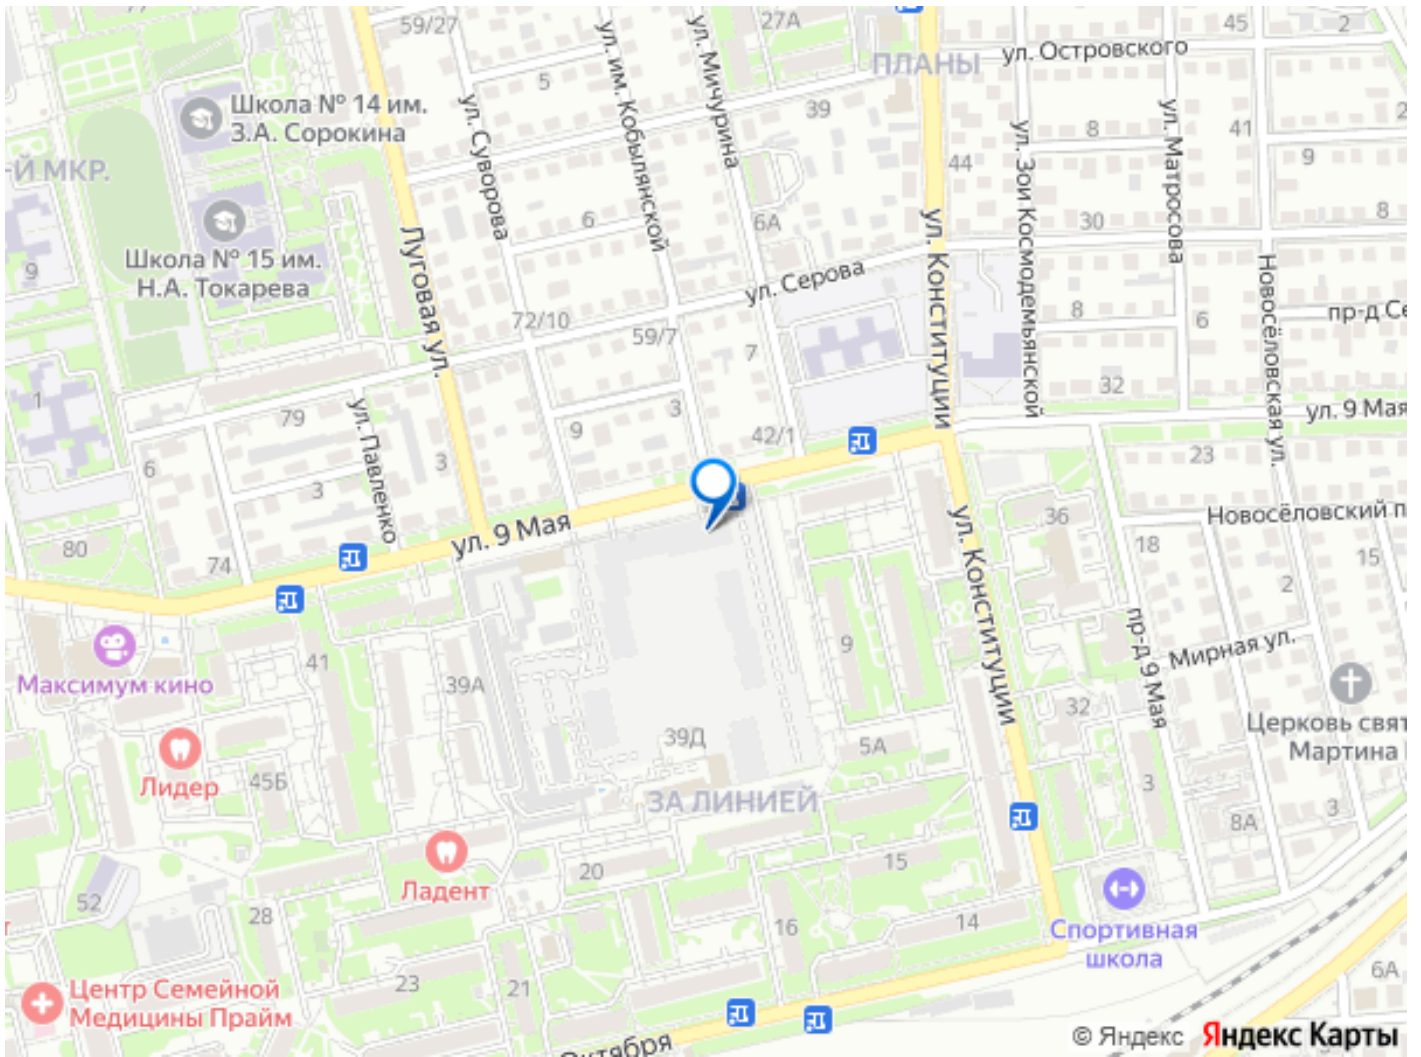 59/27
27А
45
2
ПЛАНЫ
ул. Островского
5
Школа № 14 им.
З.А. Сорокина
39
8
41
2
-Й МКР.
ул. Суворова
ул. им. Кобылянской
ул. Мичурина
44
ул. Зои Космодемьянской
ул. Матросова
9
6
6А
30
8
Школа № 15 им.
Н.А. Токарева
9
Луговая ул.
ул. Серова
ул. Конституции
Новосёловская ул.
72/10
59/7
7
8
6
пр-д Се
1
79
ул. Павленко
3
32
ул. 9 Мая
9
42/1
6
3
3
23
80
74
ул. 9 Мая
36
18
Новосёловский п
15
2
ул. Конституции
Максимум кино
41
39А
9
пр-д 9 Мая
Мирная ул.
32
Церковь свят
Мартина
Лидер
45Б
39Д
5А
ЗА ЛИНИЕЙ
3
8А
3
Ладент
20
15
52
28
16
14
Спортивная
школа
Центр Семейной
Медицины Прайм
23
21
6А
Октября
© Яндекс Яндекс Карты